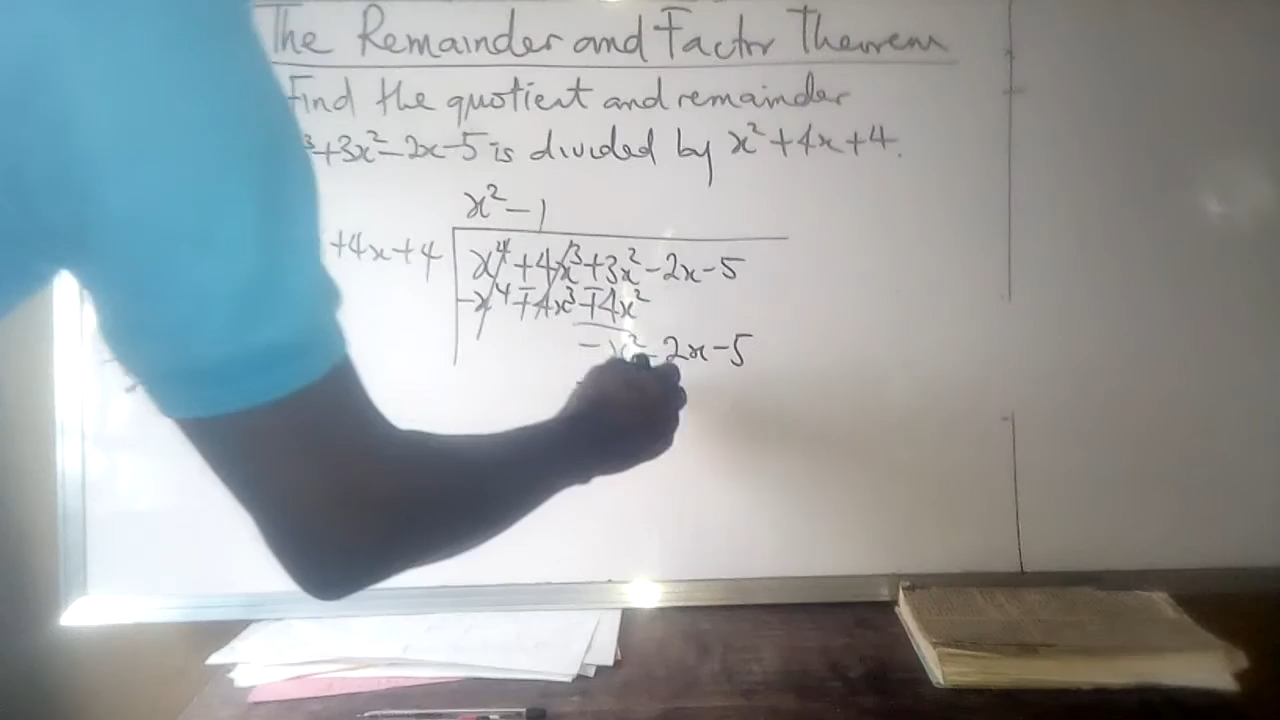 The Remainder and Factor Theorem
Find the quotient and remainder
³+3x²-2x-5 is divided by x²+4x+4.
x²-1
+4x+4
x⁴+4x³+3x²-2x-5
-x⁴∓4x³∓4x²
-x²-2x-5